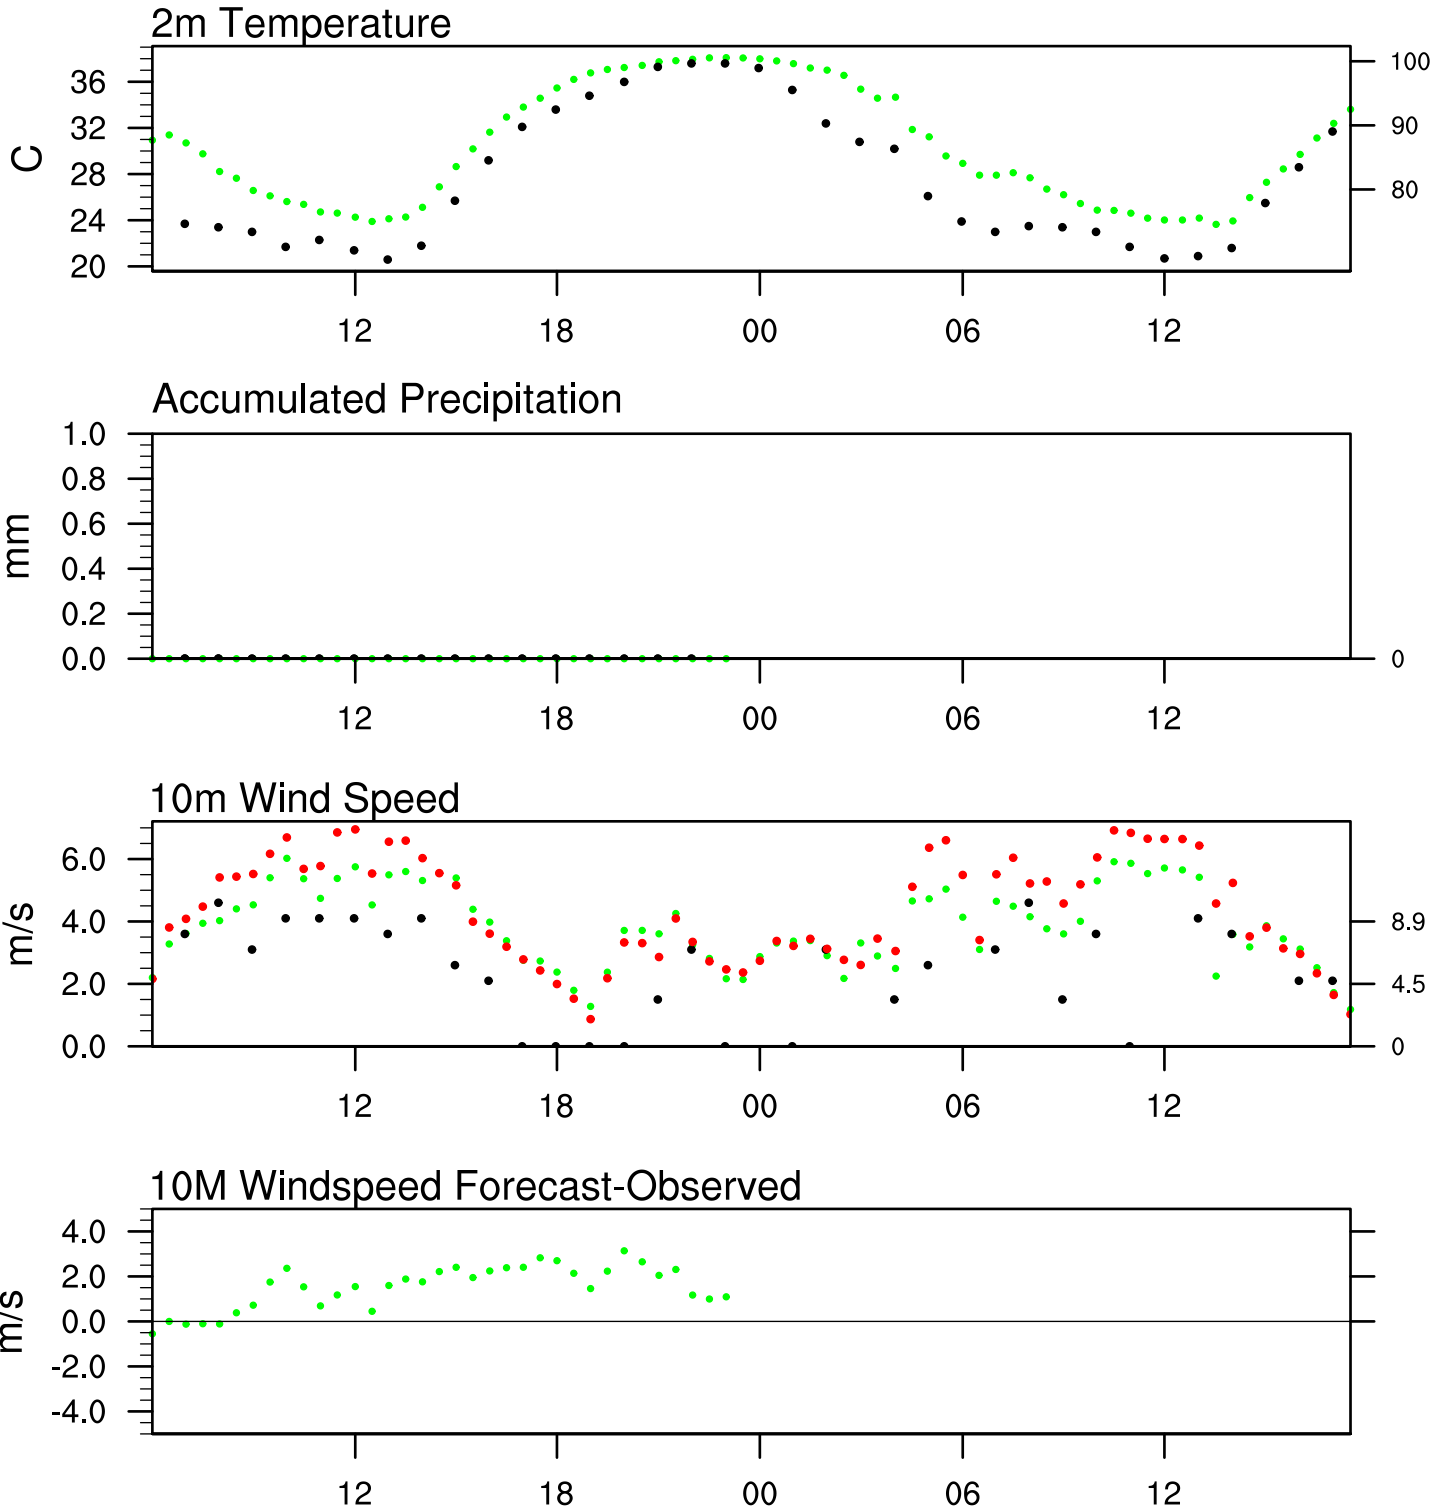 2m Temperature
C
36
32
28
24
20
100
90
80
12 18 00 06 12
Accumulated Precipitation
mm
1.0
0.8
0.6
0.4
0.2
0.0
0
12 18 00 06 12
10m Wind Speed
m/s
6.0
4.0
2.0
0.0
8.9
4.5
0
12 18 00 06 12
10M Windspeed Forecast-Observed
m/s
4.0
2.0
0.0
-2.0
-4.0
12 18 00 06 12